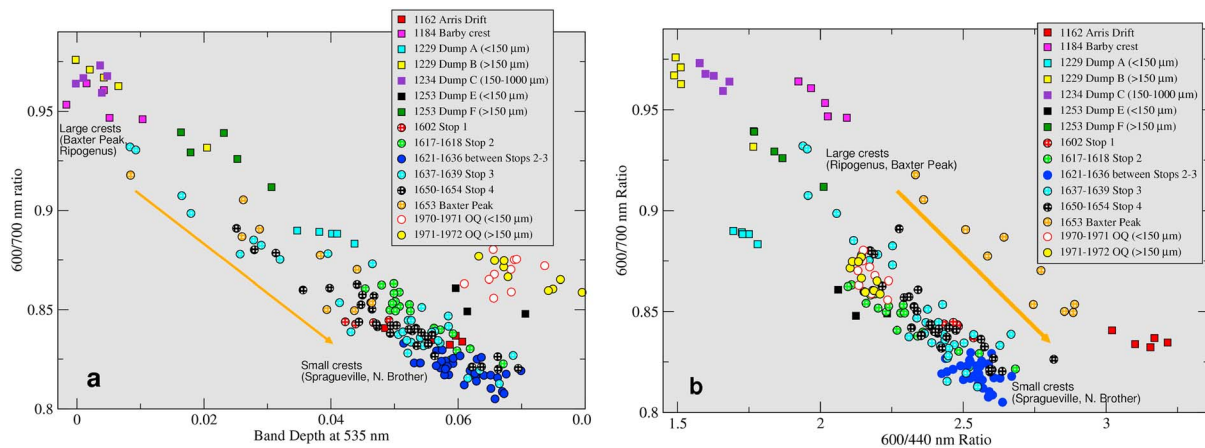 1162 Arris Drift
1184 Barby crest
1229 Dump A (<150 µm)
1229 Dump B (>150 µm)
1234 Dump C (150-1000 µm)
1253 Dump E (<150 µm)
1253 Dump F (>150 µm)
1602 Stop 1
1617-1618 Stop 2
1621-1636 between Stops 2-3
1637-1639 Stop 3
1650-1654 Stop 4
1653 Baxter Peak
1970-1971 OQ (<150 µm)
1971-1972 OQ (>150 µm)
Large crests
(Baxter Peak,
Ripogenus)
Small crests
(Spragueville, N. Brother)
a
600/700 nm ratio
0.95
0.9
0.85
0.8
0
0.02
0.04
0.06
0.0
Band Depth at 535 nm
1162 Arris Drift
1184 Barby crest
1229 Dump A (<150 µm)
1229 Dump B (>150 µm)
1234 Dump C (150-1000 µm)
1253 Dump E (<150 µm)
1253 Dump F (>150 µm)
1602 Stop 1
1617-1618 Stop 2
1621-1636 between Stops 2-3
1637-1639 Stop 3
1650-1654 Stop 4
1653 Baxter Peak
1970-1971 OQ (<150 µm)
1971-1972 OQ (>150 µm)
Large crests
(Ripogenus, Baxter Peak)
Small crests
(Spragueville, N. Brother)
b
600/700 nm Ratio
0.95
0.9
0.85
0.8
1.5
2
2.5
3
600/440 nm Ratio